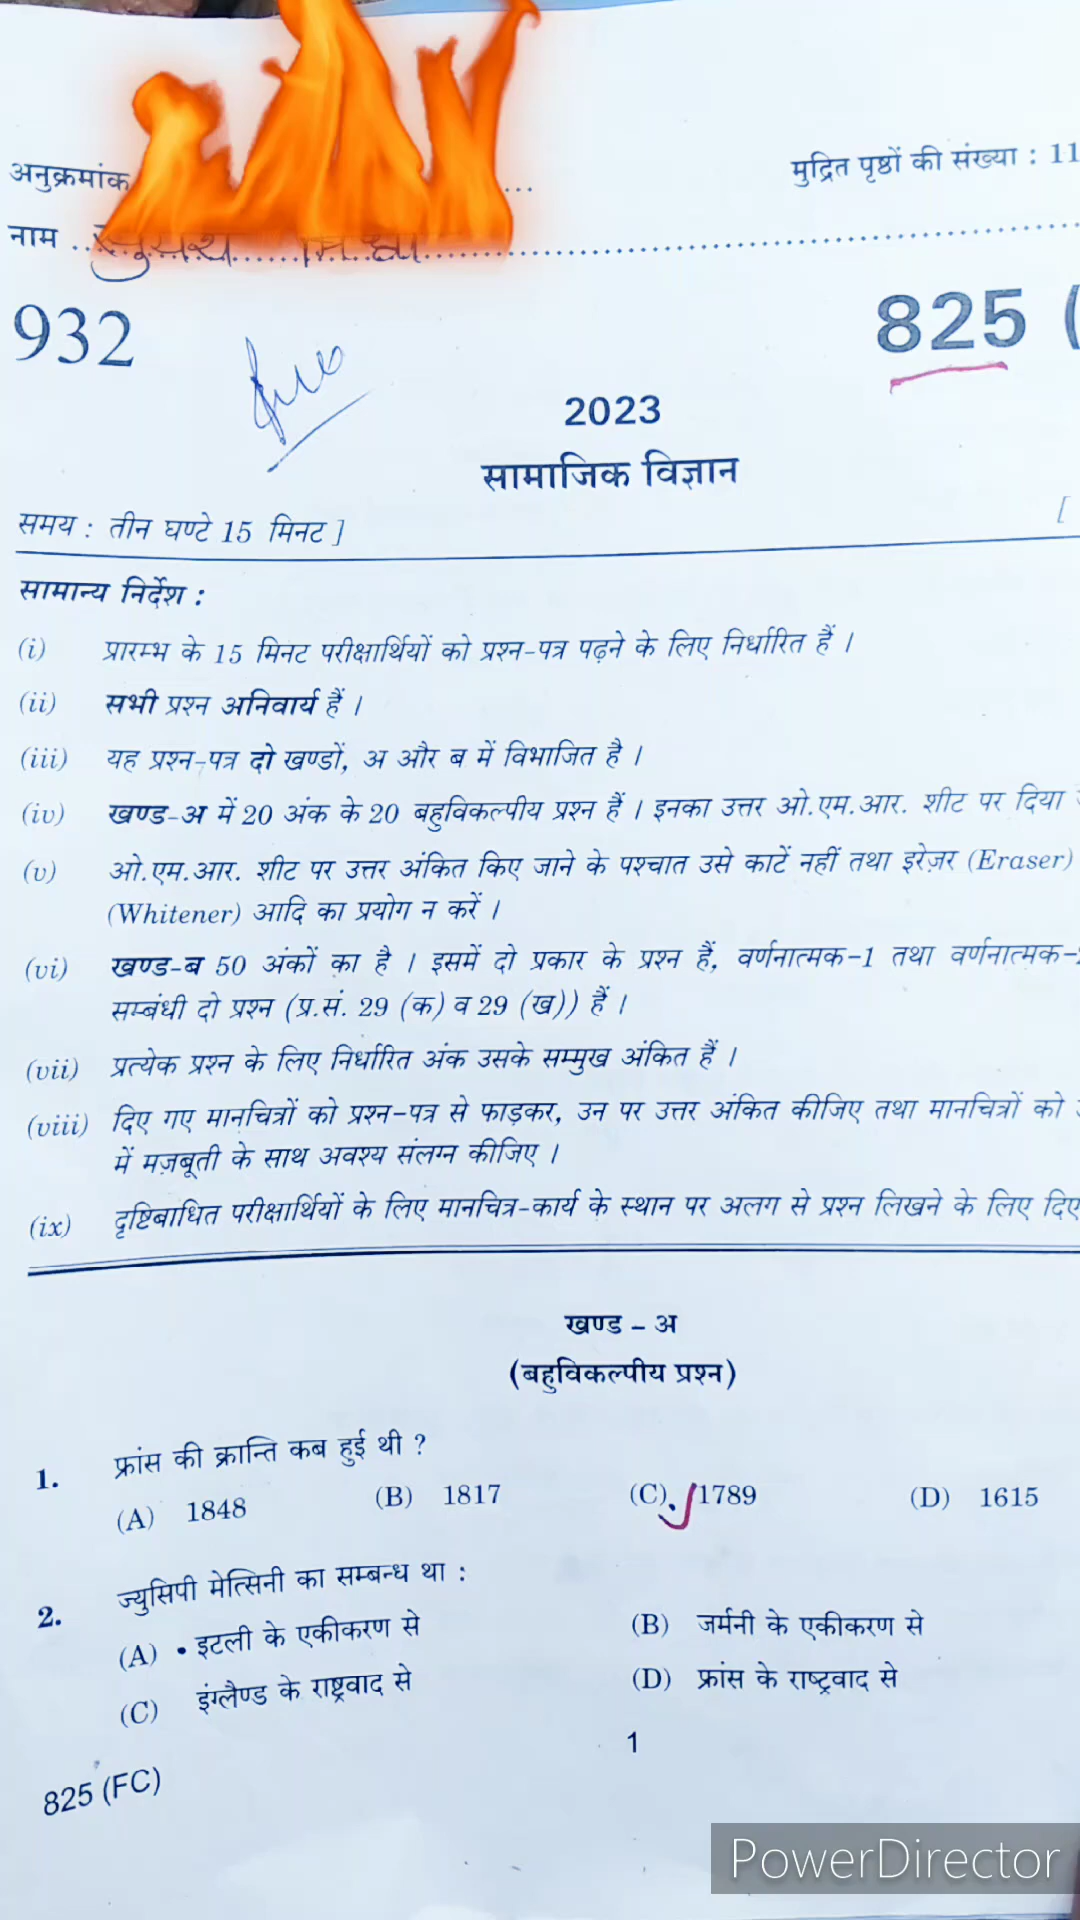 अनुक्रमांक ...
मुद्रित पृष्ठों की संख्या : 11
नाम ..
932
825 (
2023
सामाजिक विज्ञान
समय : तीन घण्टे 15 मिनट ]
[
सामान्य निर्देश :
(i) प्रारम्भ के 15 मिनट परीक्षार्थियों को प्रश्न-पत्र पढ़ने के लिए निर्धारित हैं ।
(ii) सभी प्रश्न अनिवार्य हैं ।
(iii) यह प्रश्न-पत्र दो खण्डों, अ और ब में विभाजित है ।
(iv) खण्ड-अ में 20 अंक के 20 बहुविकल्पीय प्रश्न हैं । इनका उत्तर ओ.एम.आर. शीट पर दिया
(v) ओ.एम.आर. शीट पर उत्तर अंकित किए जाने के पश्चात उसे काटें नहीं तथा इरेज़र (Eraser)
(Whitener) आदि का प्रयोग न करें ।
(vi) खण्ड-ब 50 अंकों का है । इसमें दो प्रकार के प्रश्न हैं, वर्णनात्मक-1 तथा वर्णनात्मक-
सम्बंधी दो प्रश्न (प्र.सं. 29 (क) व 29 (ख)) हैं ।
(vii) प्रत्येक प्रश्न के लिए निर्धारित अंक उसके सम्मुख अंकित हैं ।
(viii) दिए गए मानचित्रों को प्रश्न-पत्र से फाड़कर, उन पर उत्तर अंकित कीजिए तथा मानचित्रों को
में मज़बूती के साथ अवश्य संलग्न कीजिए ।
(ix) दृष्टिबाधित परीक्षार्थियों के लिए मानचित्र-कार्य के स्थान पर अलग से प्रश्न लिखने के लिए दिए
खण्ड – अ
(बहुविकल्पीय प्रश्न)
1. फ्रांस की क्रान्ति कब हुई थी ?
(A) 1848 (B) 1817 (C) 1789 (D) 1615
2. ज्युसिपी मेत्सिनी का सम्बन्ध था :
(A) इटली के एकीकरण से (B) जर्मनी के एकीकरण से
(C) इंग्लैण्ड के राष्ट्रवाद से (D) फ्रांस के राष्ट्रवाद से
1
825 (FC)
PowerDirector